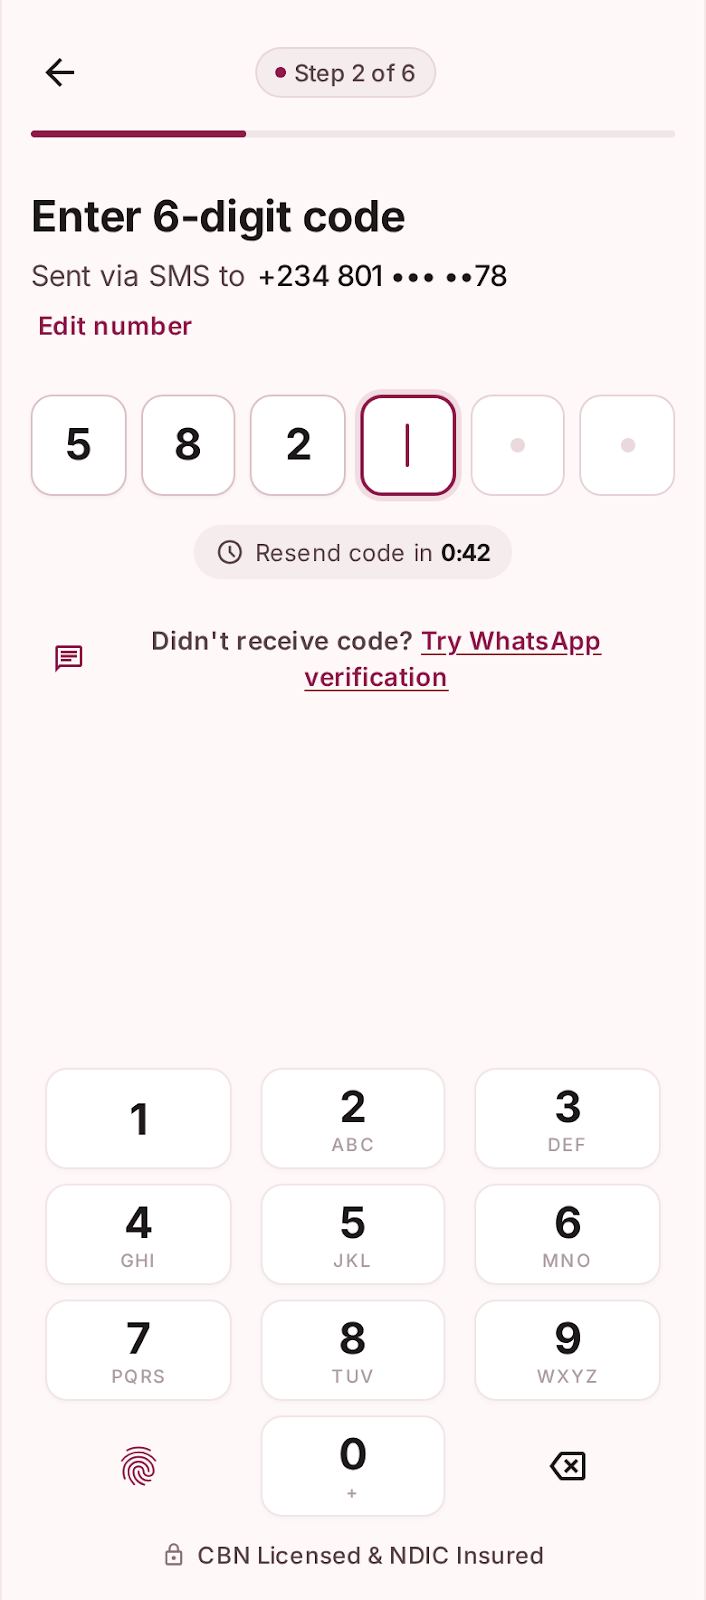 Step 2 of 6
Enter 6-digit code
Sent via SMS to +234 801 ••• ••78
Edit number
5 8 2
Resend code in 0:42
Didn't receive code? Try WhatsApp
verification
1 2 3
ABC DEF
4 5 6
GHI JKL MNO
7 8 9
PQRS TUV WXYZ
0
+
CBN Licensed & NDIC Insured